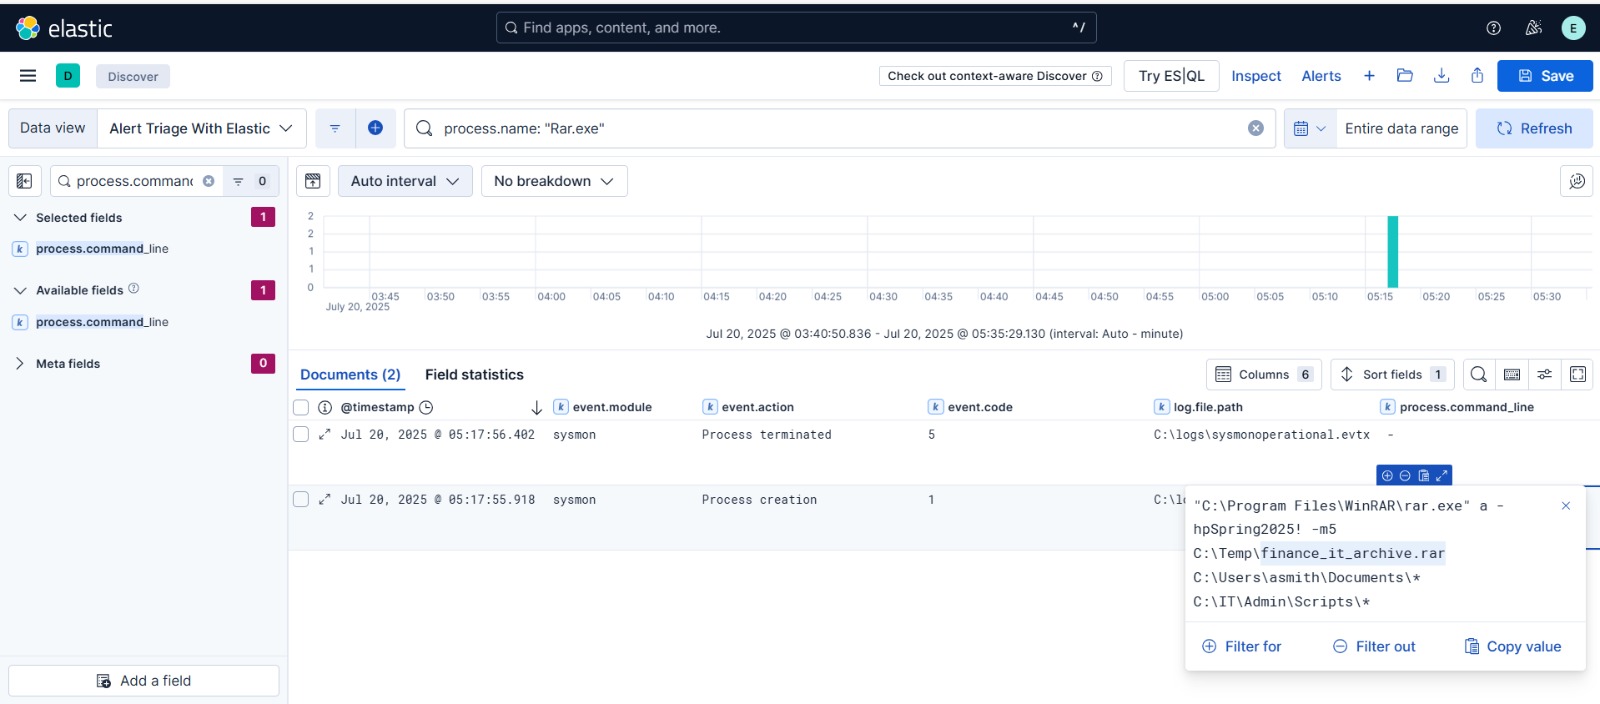 elastic
Find apps, content, and more.
^/
E
D
Discover
Check out context-aware Discover
Try ES|QL
Inspect
Alerts
Save
Data view
Alert Triage With Elastic
process.name: "Rar.exe"
Entire data range
Refresh
process.comman
0
Auto interval
No breakdown
Selected fields
1
k process.command_line
Available fields
1
k process.command_line
Meta fields
0
2
2
1
1
0
03:45 03:50 03:55 04:00 04:05 04:10 04:15 04:20 04:25 04:30 04:35 04:40 04:45 04:50 04:55 05:00 05:05 05:10 05:15 05:20 05:25 05:30
July 20, 2025
Jul 20, 2025 @ 03:40:50.836 - Jul 20, 2025 @ 05:35:29.130 (interval: Auto - minute)
Documents (2)
Field statistics
Columns 6
Sort fields 1
@timestamp k event.module k event.action k event.code k log.file.path k process.command_line
Jul 20, 2025 @ 05:17:56.402 sysmon Process terminated 5 C:\logs\sysmonoperational.evtx -
Jul 20, 2025 @ 05:17:55.918 sysmon Process creation 1 C:\lo
"C:\Program Files\WinRAR\rar.exe" a -
hpSpring2025! -m5
C:\Temp\finance_it_archive.rar
C:\Users\asmith\Documents\*
C:\IT\Admin\Scripts\*
Filter for
Filter out
Copy value
Add a field